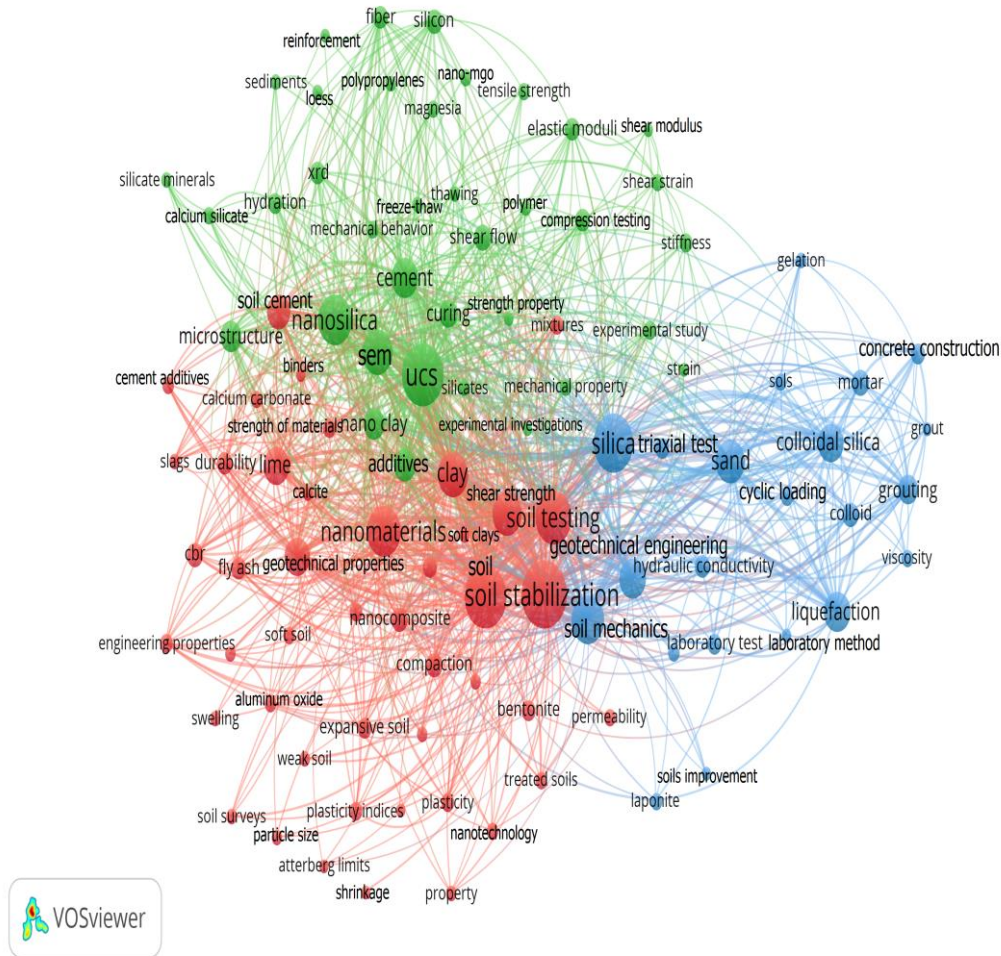 fiber
silicon
reinforcement
nano-mgo
polypropylenes
sediments
tensile strength
loess
magnesia
elastic moduli
shear modulus
xrd
silicate minerals
shear strain
thawing
hydration
freeze-thaw
polymer
calcium silicate
compression testing
mechanical behavior
shear flow
stiffness
gelation
cement
soil cement
strength property
nanosilica
curing
mixtures
experimental study
microstructure
concrete construction
sem
binders
strain
ucs
cement additives
silicates
mechanical property
sols
mortar
calcium carbonate
strength of materials
nano clay
experimental investigations
grout
silica
triaxial test
colloidal silica
slags
durability
lime
additives
clay
sand
calcite
shear strength
cyclic loading
grouting
nanomaterials
soft clays
soil testing
colloid
geotechnical engineering
cbr
fly ash
geotechnical properties
soil
hydraulic conductivity
viscosity
soil stabilization
nanocomposite
liquefaction
soil mechanics
engineering properties
soft soil
laboratory test
laboratory method
compaction
aluminum oxide
swelling
bentonite
permeability
expansive soil
weak soil
treated soils
soils improvement
laponite
soil surveys
plasticity indices
plasticity
particle size
nanotechnology
atterberg limits
shrinkage
property
VOSviewer